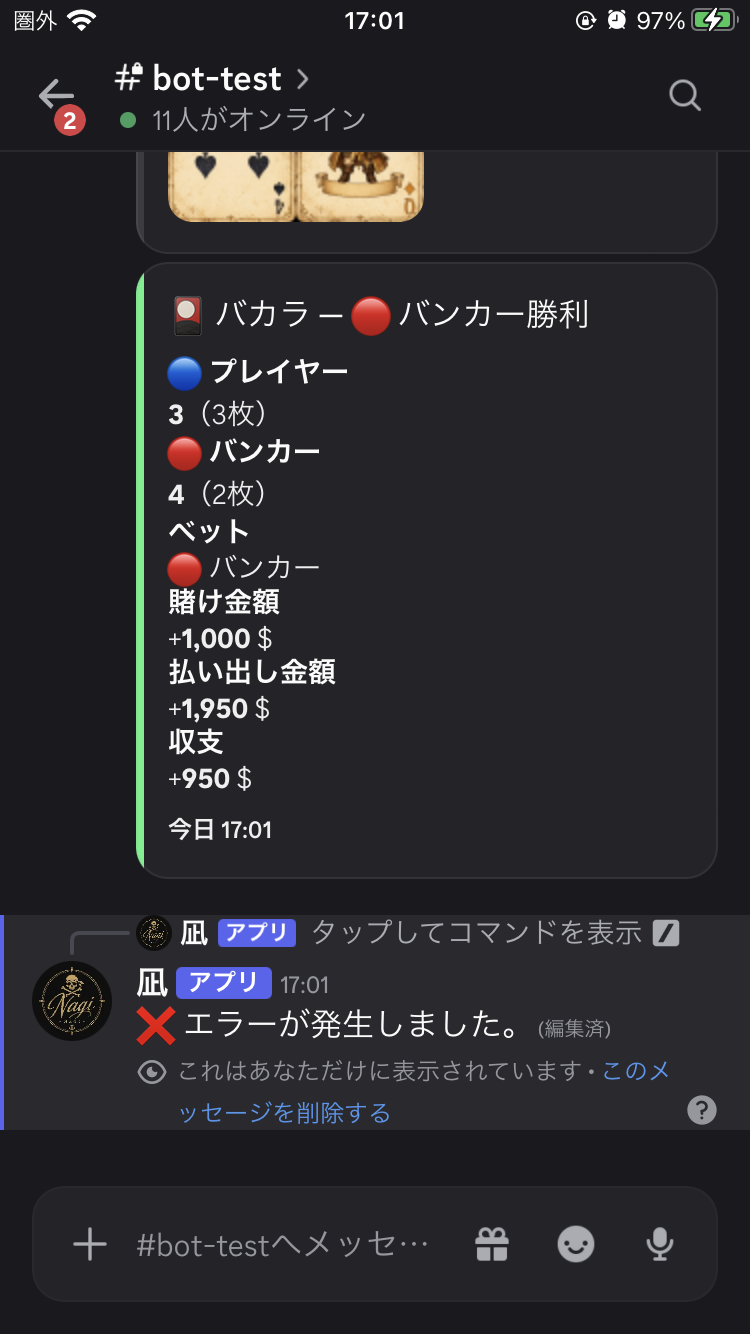 圏外 17:01 97%
# bot-test >
2
11人がオンライン
4 Q
バカラ ― バンカー勝利
プレイヤー
3（3枚）
バンカー
4（2枚）
ベット
バンカー
賭け金額
+1,000 $
払い出し金額
+1,950 $
収支
+950 $
今日 17:01
Nagi 凪 アプリ タップしてコマンドを表示
Nagi
凪 アプリ 17:01
❌ エラーが発生しました。 (編集済)
これはあなただけに表示されています • このメ
ッセージを削除する
?
#bot-testへメッセ…